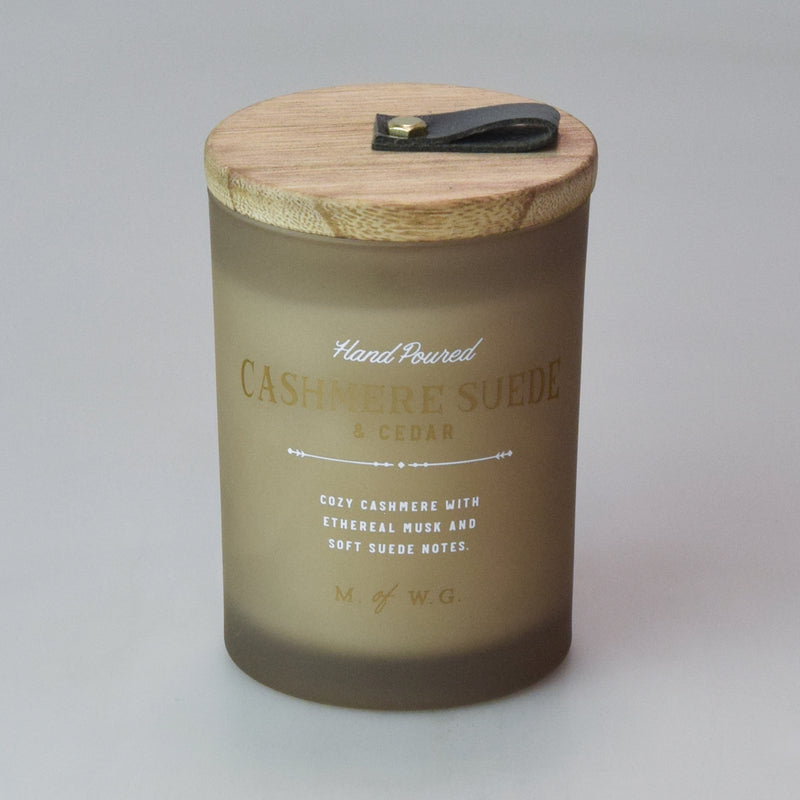 Hand Poured
CASHMERE SUEDE
& CEDAR
COZY CASHMERE WITH
ETHEREAL MUSK AND
SOFT SUEDE NOTES.
M. of W.G.